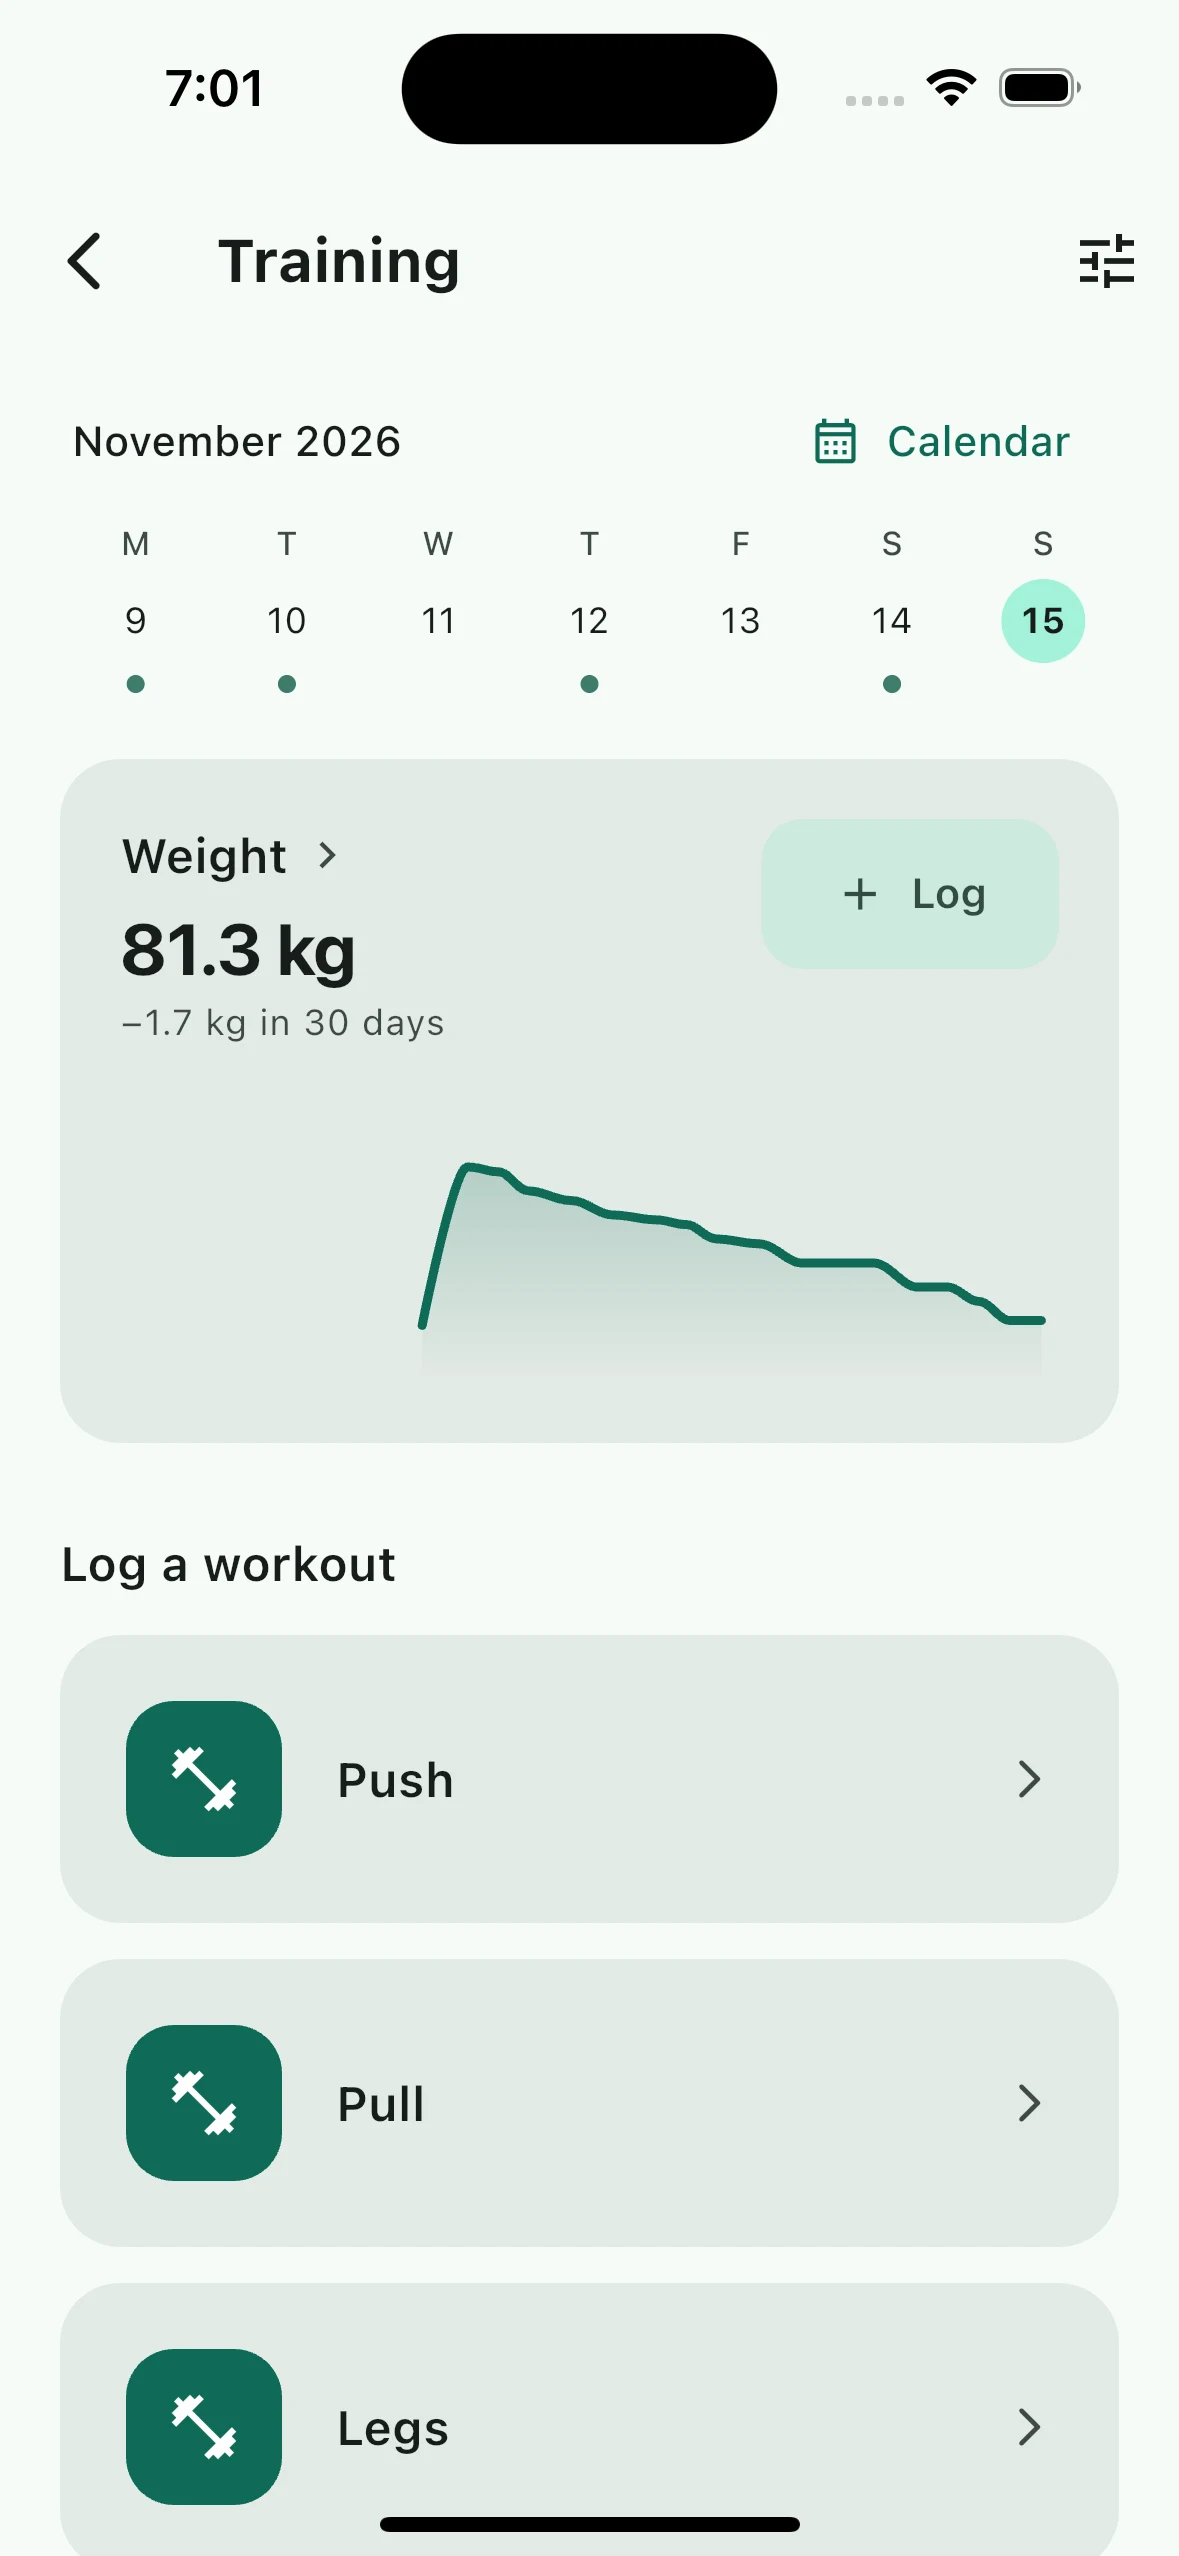 7:01
Training
November 2026
Calendar
M T W T F S S
9 10 11 12 13 14 15
Weight
+ Log
81.3 kg
−1.7 kg in 30 days
Log a workout
Push
Pull
Legs